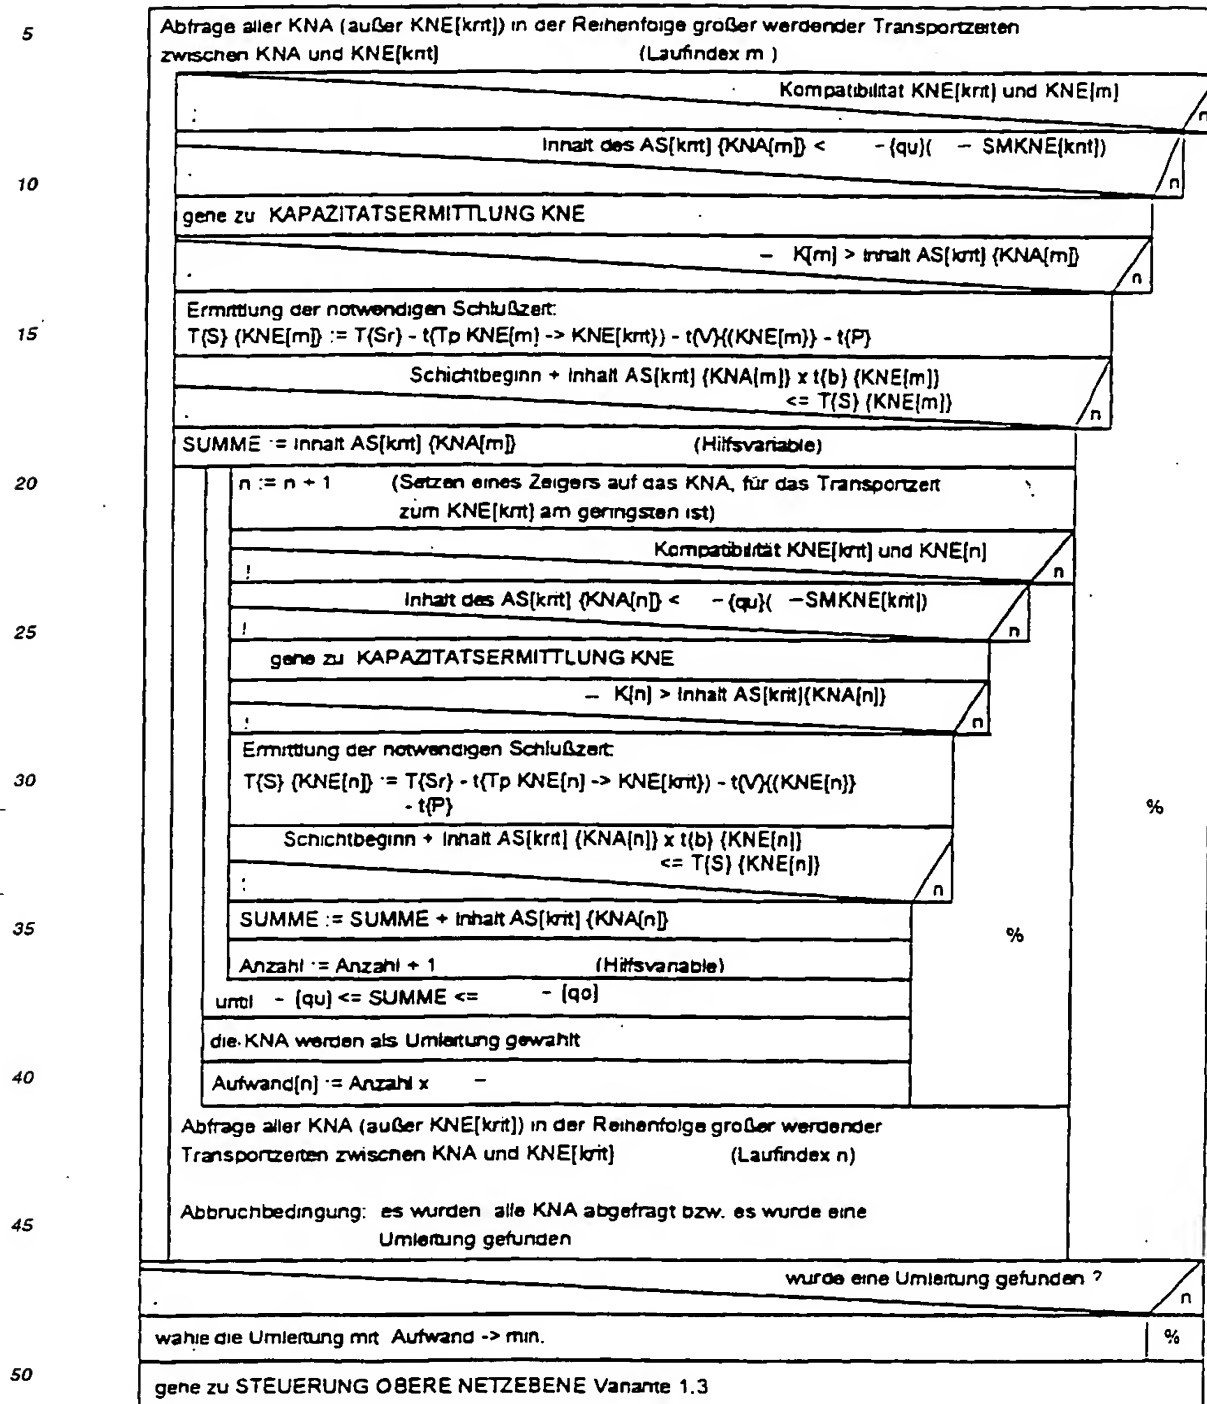 5
Abfrage aller KNA (außer KNE[krit]) in der Reihenfolge großer werdender Transportzeiten
zwischen KNA und KNE[krit] (Laufindex m )
Kompatibilitat KNE[krit] und KNE[m]
n
Inhalt des AS[krit] {KNA[m]} < - {qu}( - SMKNE[krit])
n
10
gehe zu KAPAZITATSERMITTLUNG KNE
- K[m] > Inhalt AS[krit] {KNA[m]}
n
Ermittlung der notwendigen Schlußzeit:
15
T{S} {KNE[m]} := T{Sr} - t{Tp KNE[m] -> KNE[krit}) - t{V}{(KNE[m}} - t{P}
Schichtbeginn + Inhalt AS[krit] {KNA[m]} x t{b} {KNE[m]}
<= T{S} {KNE[m]}
n
SUMME := Inhalt AS[krit] {KNA[m]} (Hilfsvariable)
20
n := n + 1 (Setzen eines Zeigers auf das KNA, für das Transportzeit
zum KNE[krit] am geringsten ist)
Kompatibilität KNE[krit] und KNE[n]
n
Inhalt des AS[krit] {KNA[n]} < - {qu}( -SMKNE[krit])
n
25
gehe zu KAPAZITATSERMITTLUNG KNE
- K[n] > Inhalt AS[krit]{KNA[n]}
n
Ermittlung der notwendigen Schlußzeit:
30
T{S} {KNE[n]} := T{Sr} - t{Tp KNE[n] -> KNE[krit}) - t{V}{(KNE[n}}
- t{P}
%
Schichtbeginn + Inhalt AS[krit] {KNA[n]} x t{b} {KNE[n]}
<= T{S} {KNE[n]}
n
35
SUMME := SUMME + Inhalt AS[krit] {KNA[n]}
%
Anzahl := Anzahl + 1 (Hilfsvariable)
until - {qu} <= SUMME <= - {qo}
die KNA werden als Umleitung gewählt
40
Aufwand[n] := Anzahl x -
Abfrage aller KNA (außer KNE[krit]) in der Reihenfolge großer werdender
Transportzeiten zwischen KNA und KNE[krit] (Laufindex n)
45
Abbruchbedingung: es wurden alle KNA abgefragt bzw. es wurde eine
Umleitung gefunden
wurde eine Umleitung gefunden ?
n
wähle die Umleitung mit Aufwand -> min.
%
50
gehe zu STEUERUNG OBERE NETZEBENE Variante 1.3